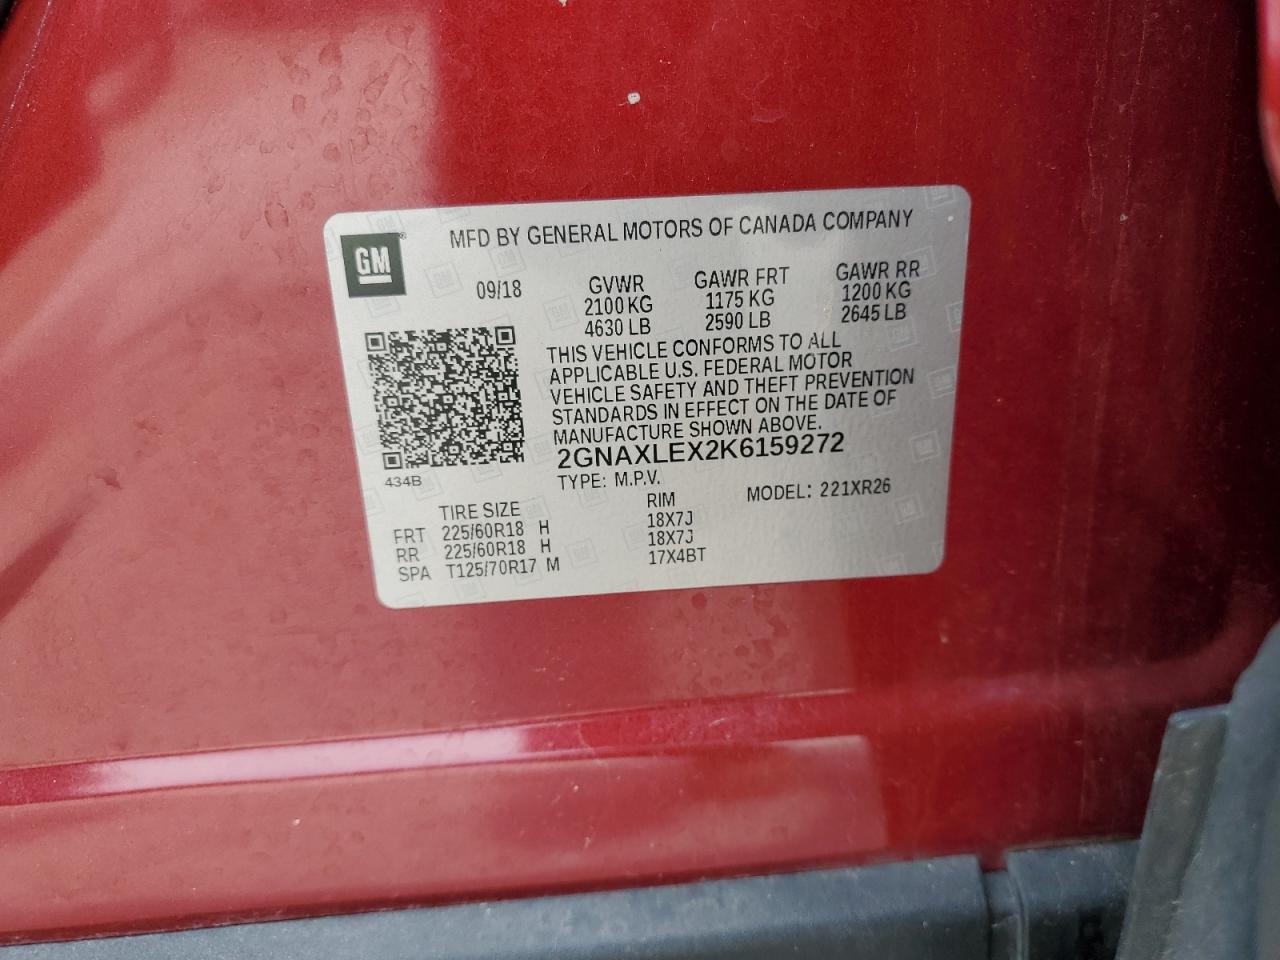 GM
MFD BY GENERAL MOTORS OF CANADA COMPANY
09/18 GVWR GAWR FRT GAWR RR
2100 KG 1175 KG 1200 KG
4630 LB 2590 LB 2645 LB
THIS VEHICLE CONFORMS TO ALL
APPLICABLE U.S. FEDERAL MOTOR
VEHICLE SAFETY AND THEFT PREVENTION
STANDARDS IN EFFECT ON THE DATE OF
MANUFACTURE SHOWN ABOVE.
2GNAXLEX2K6159272
434B
TYPE: M.P.V. MODEL: 221XR26
TIRE SIZE RIM
FRT 225/60R18 H 18X7J
RR 225/60R18 H 18X7J
SPA T125/70R17 M 17X4BT